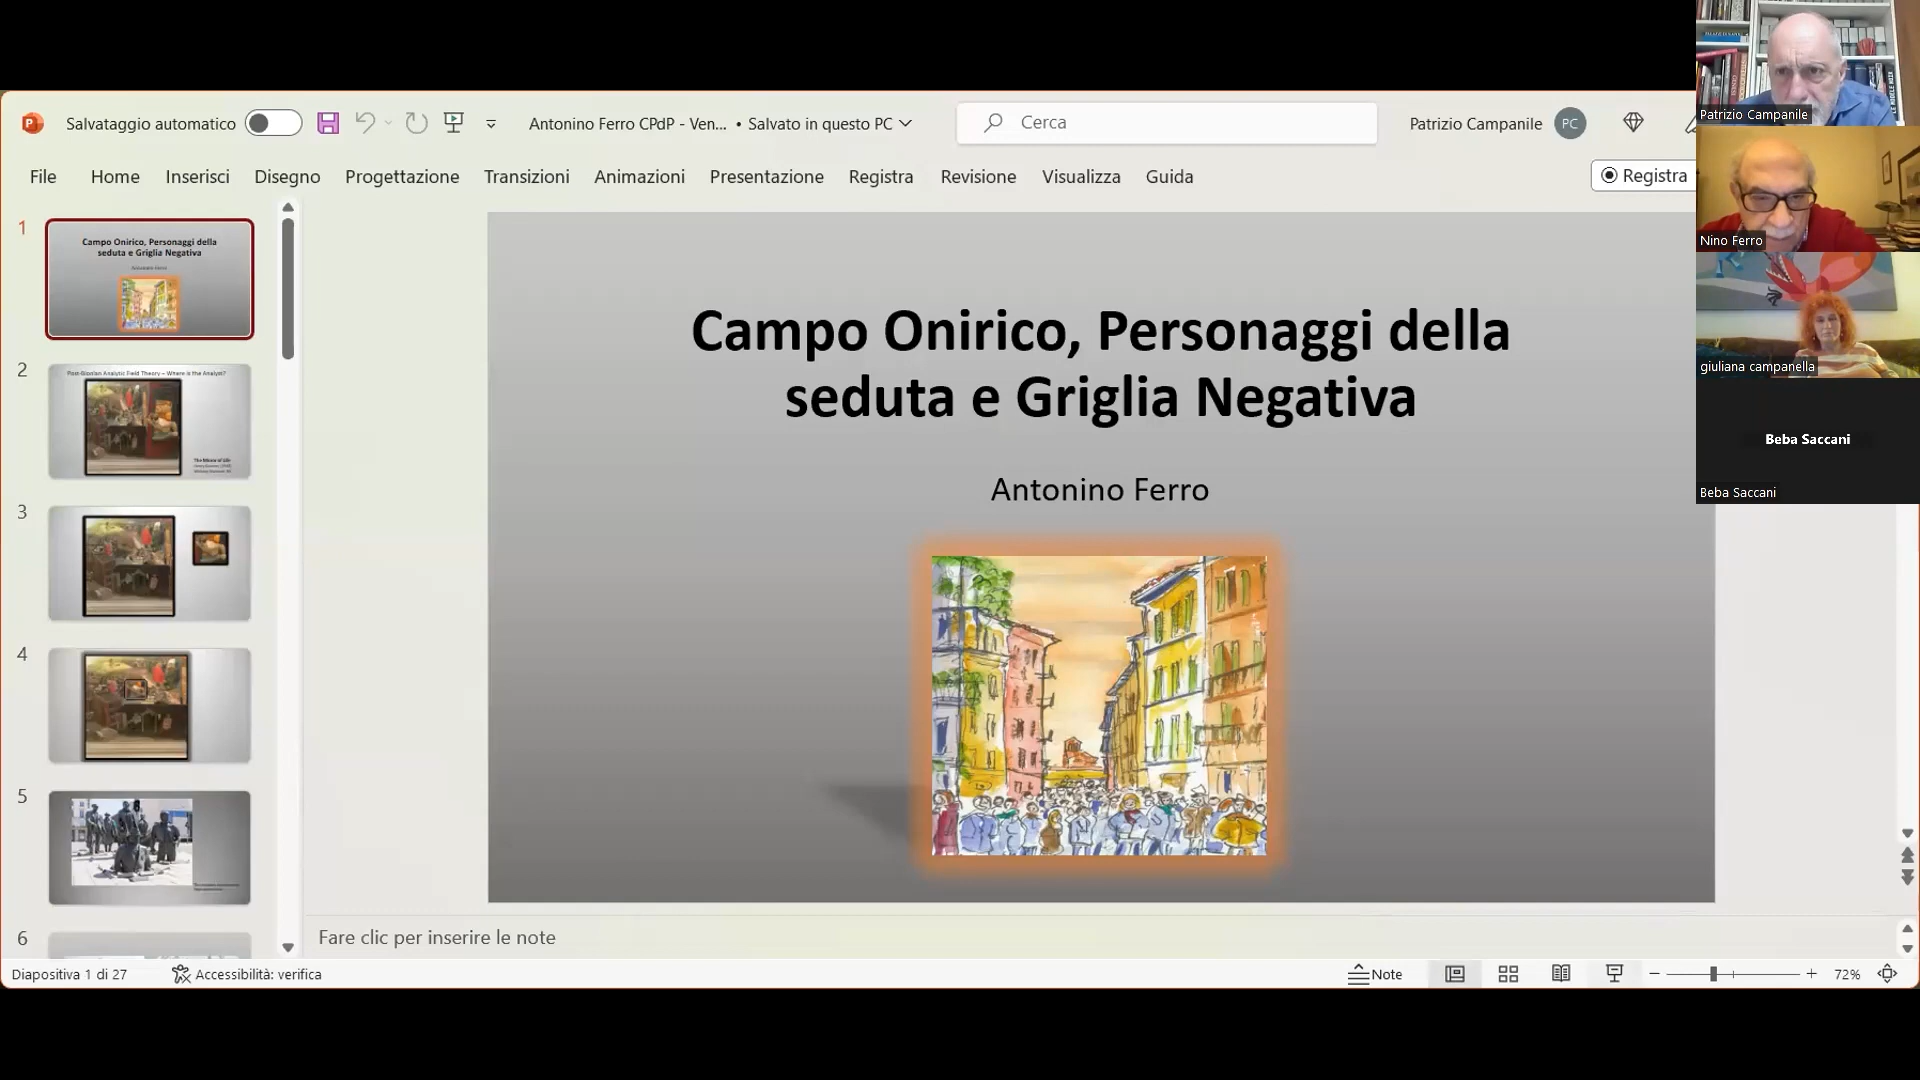 Salvataggio automatico
Antonino Ferro CPdP - Ven... • Salvato in questo PC
Cerca
Patrizio Campanile
PC
File
Home
Inserisci
Disegno
Progettazione
Transizioni
Animazioni
Presentazione
Registra
Revisione
Visualizza
Guida
Registra
1
Campo Onirico, Personaggi della
seduta e Griglia Negativa
Antonino Ferro
2
Post-Bionian Analytic Field Theory – Where is the Analyst?
3
4
5
6
Campo Onirico, Personaggi della
seduta e Griglia Negativa
Antonino Ferro
Fare clic per inserire le note
Diapositiva 1 di 27
Accessibilità: verifica
Note
72%
Patrizio Campanile
Nino Ferro
giuliana campanella
Beba Saccani
Beba Saccani